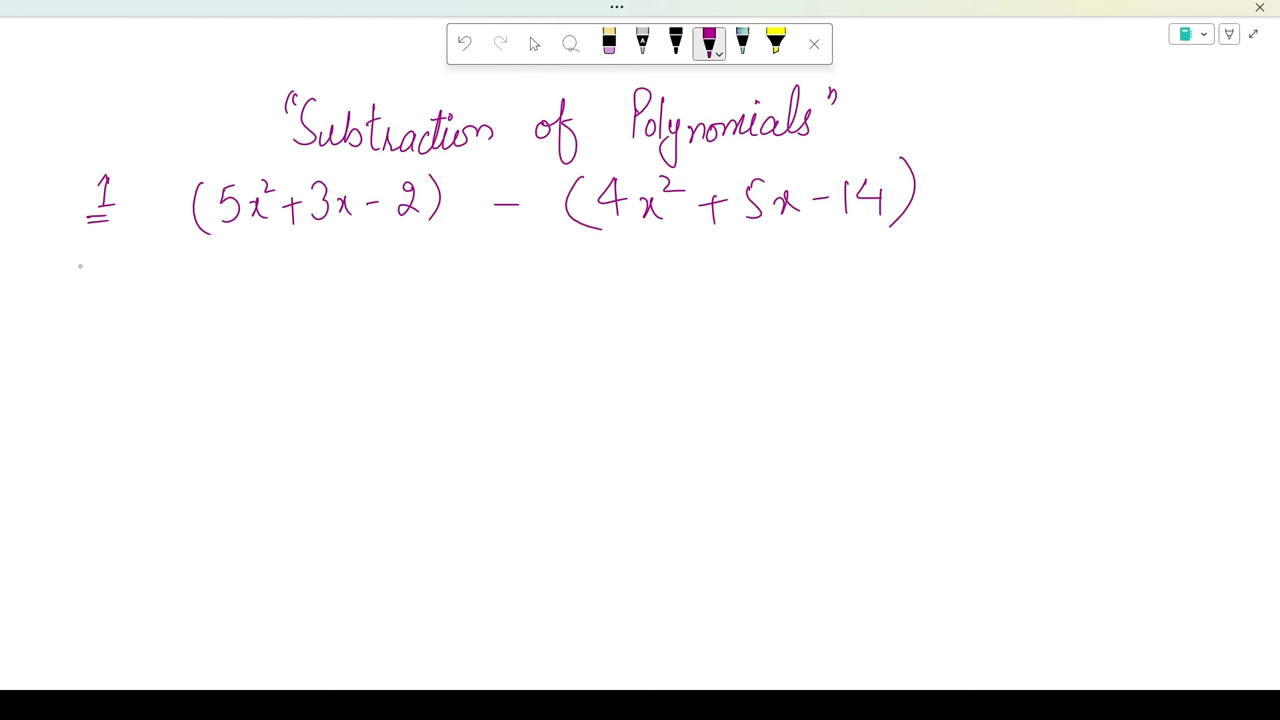 "Subtraction of Polynomials"
1 (5x² + 3x - 2) - (4x² + 5x - 14)